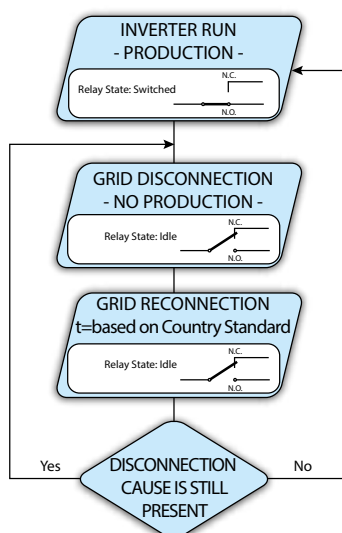 INVERTER RUN
- PRODUCTION -
N.C.
Relay State: Switched
N.O.
GRID DISCONNECTION
- NO PRODUCTION -
N.C.
Relay State: Idle
N.O.
GRID RECONNECTION
t=based on Country Standard
N.C.
Relay State: Idle
N.O.
Yes
DISCONNECTION
CAUSE IS STILL
PRESENT
No